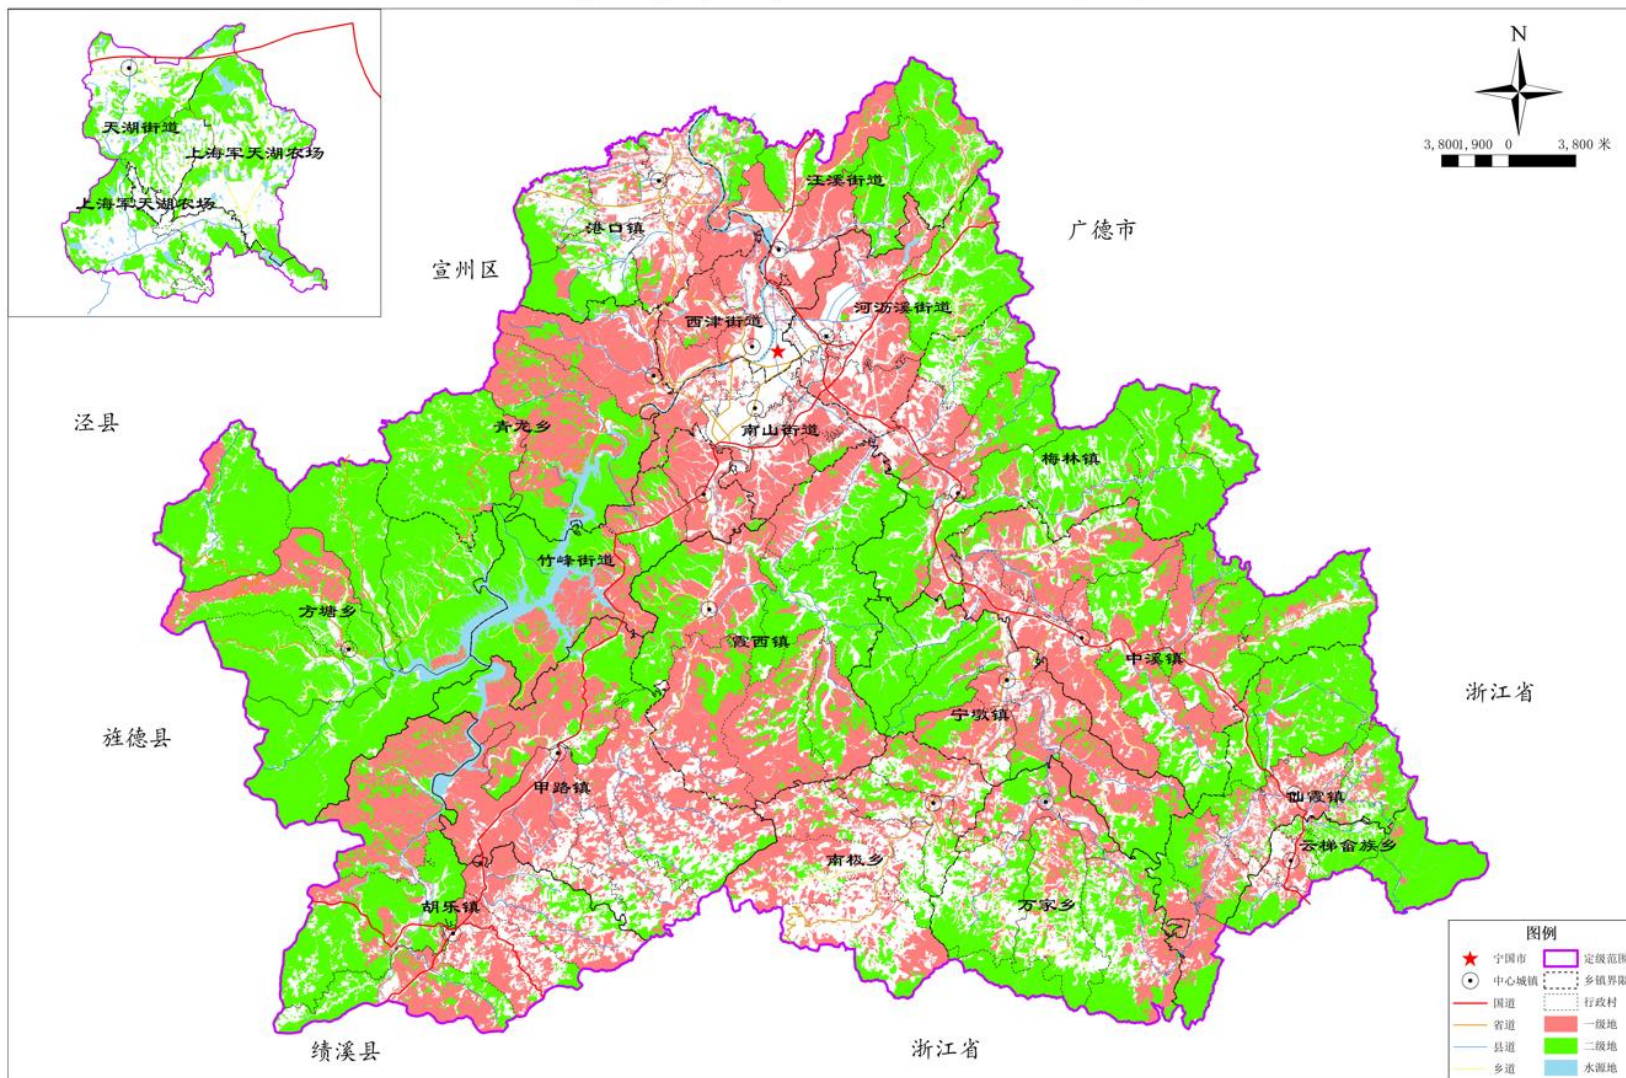 天湖街道
上海军天湖农场
上海军天湖农场
N
3,800 1,900 0 3,800 米
汪溪街道
港口镇
广德市
宣州区
河沥溪街道
西津街道
泾县
青龙乡
南山街道
梅林镇
竹峰街道
方塘乡
霞西镇
中溪镇
浙江省
宁墩镇
旌德县
甲路镇
仙霞镇
云梯畲族乡
南极乡
胡乐镇
万家乡
绩溪县
浙江省
图例
宁国市
定级范围
中心城镇
乡镇界限
国道
行政村
省道
一级地
县道
二级地
乡道
水源地